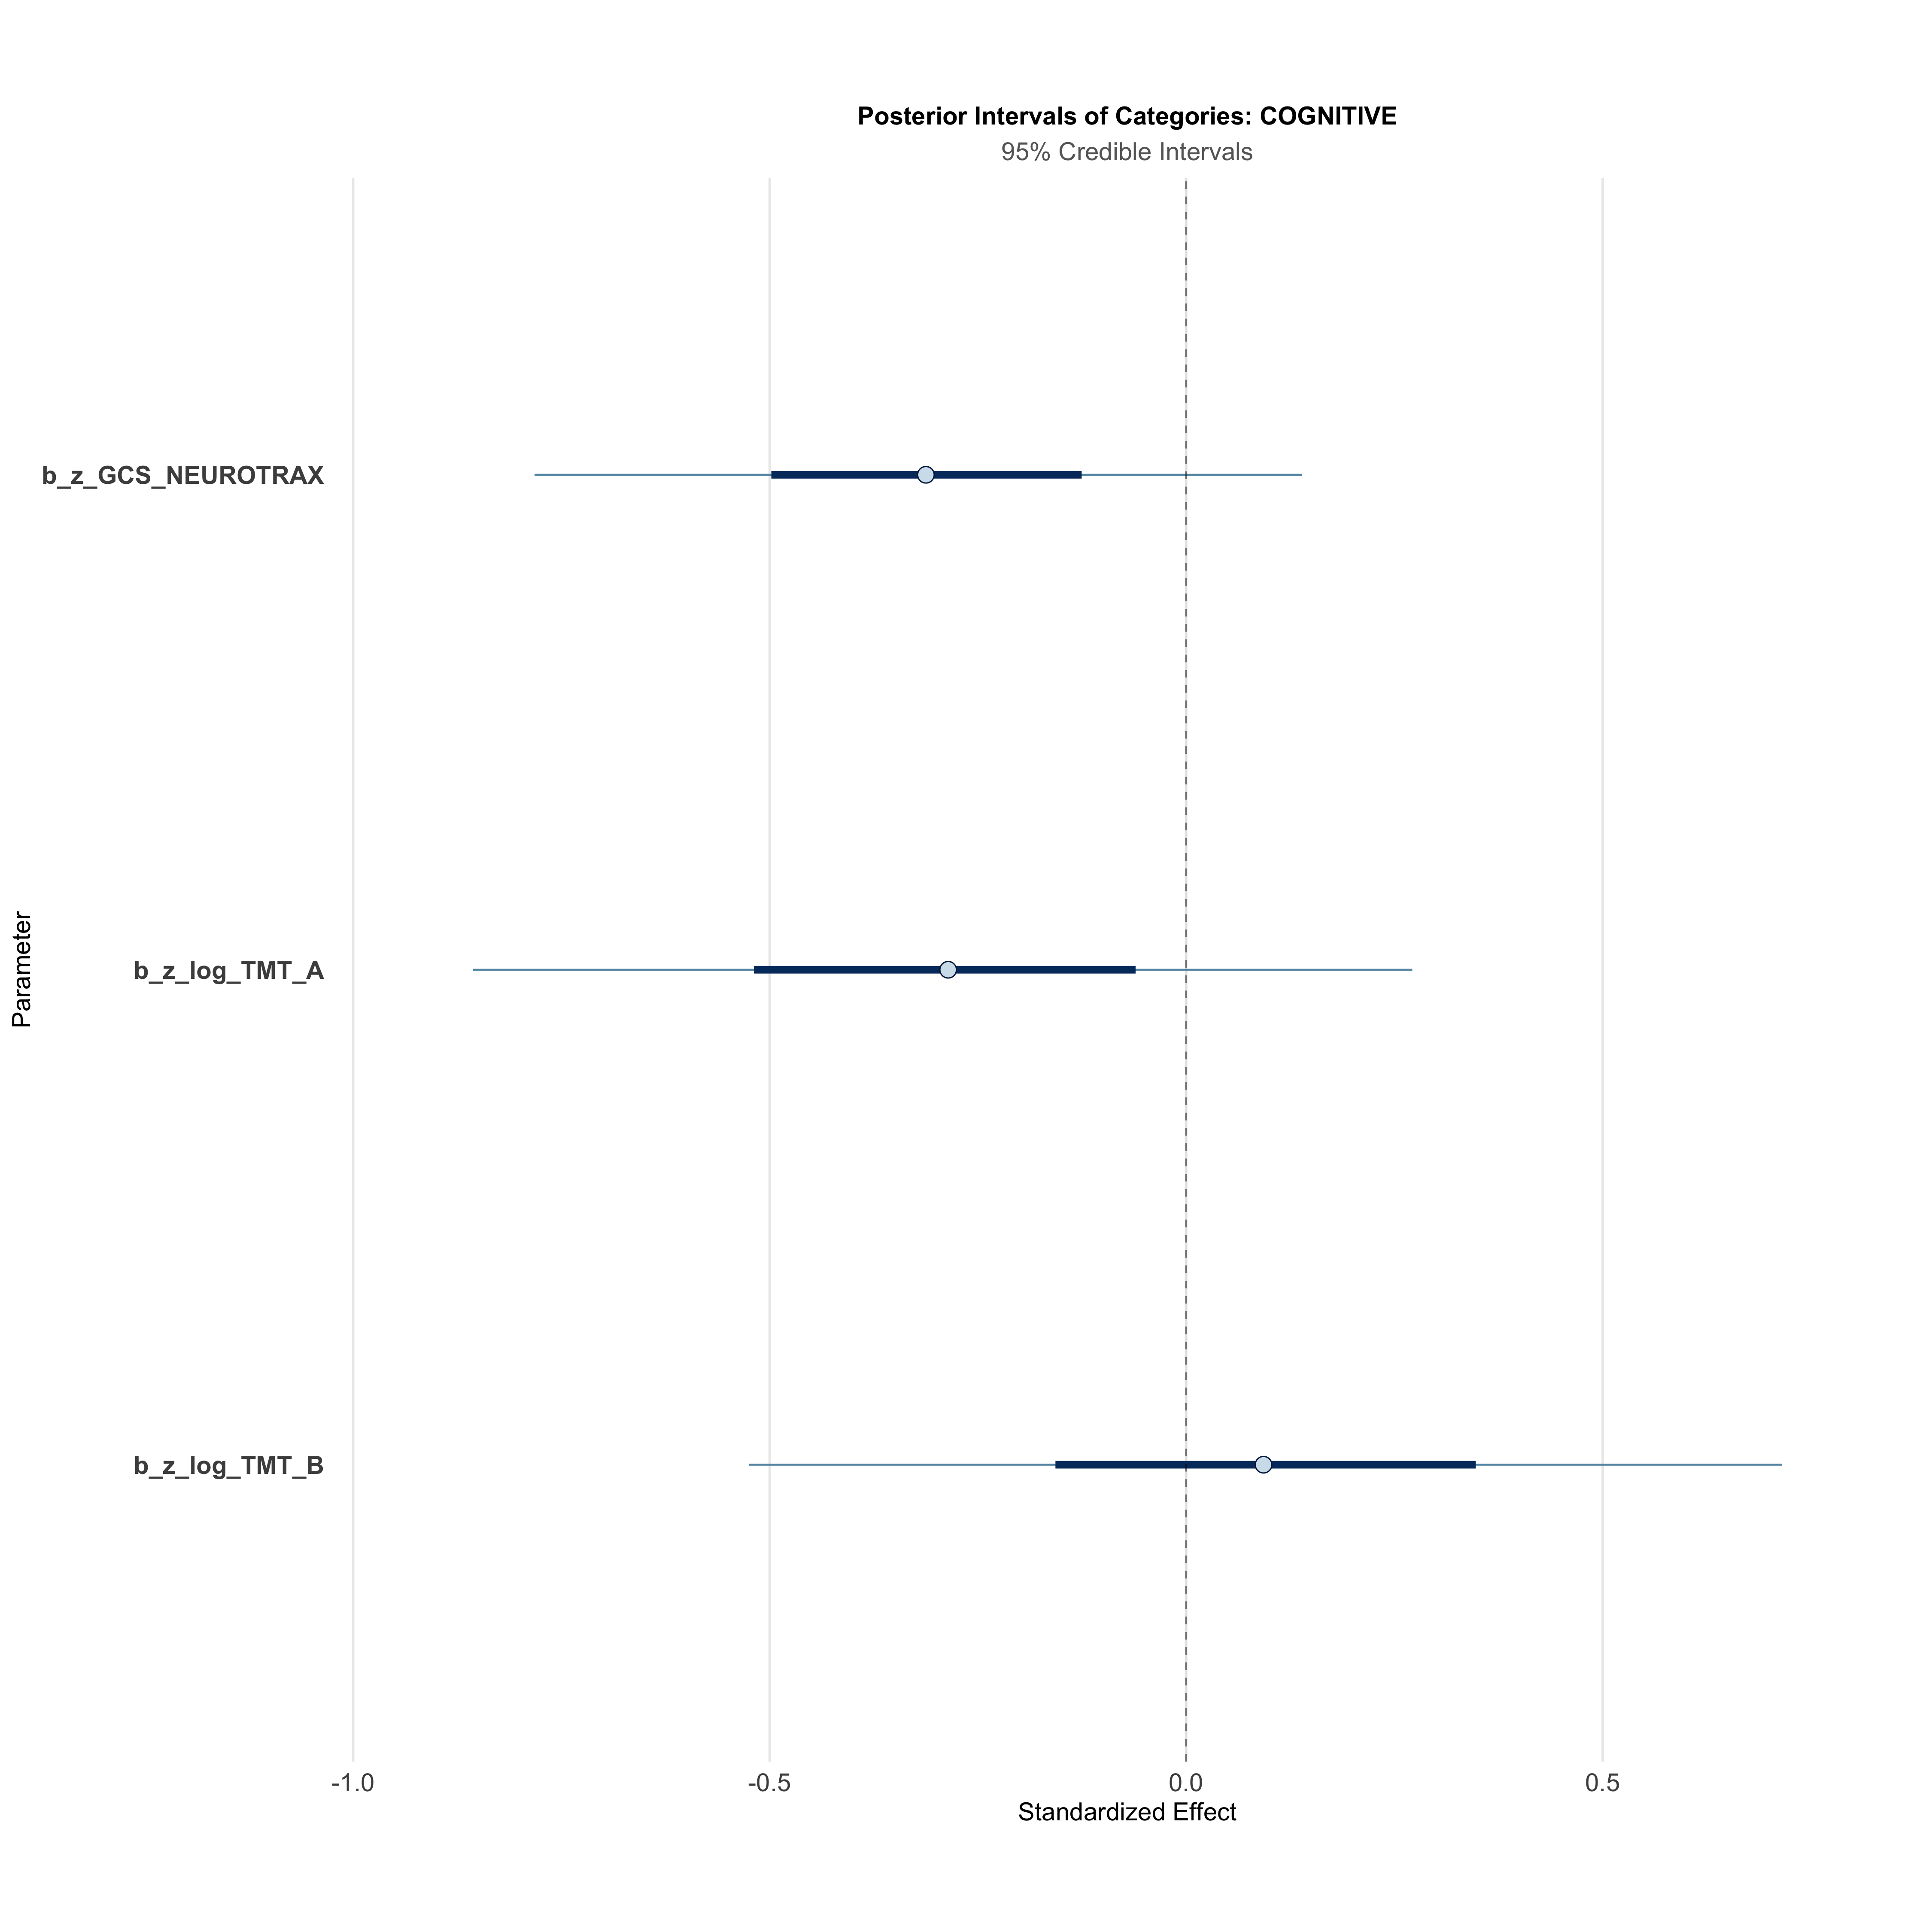 Posterior Intervals of Categories: COGNITIVE
95% Credible Intervals
b_z_GCS_NEUROTRAX
b_z_log_TMT_A
b_z_log_TMT_B
Parameter
-1.0 -0.5 0.0 0.5
Standardized Effect